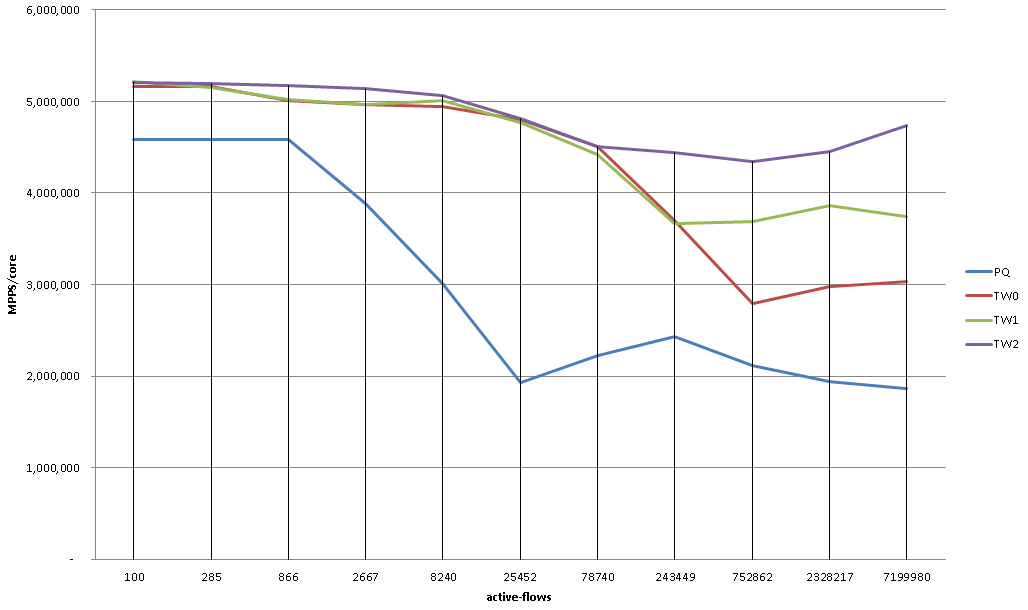 6,000,000
5,000,000
4,000,000
3,000,000
2,000,000
1,000,000
-
MPPS/core
100 285 866 2667 8240 25452 78740 243449 752862 2328217 7199980
active-flows
PQ
TW0
TW1
TW2